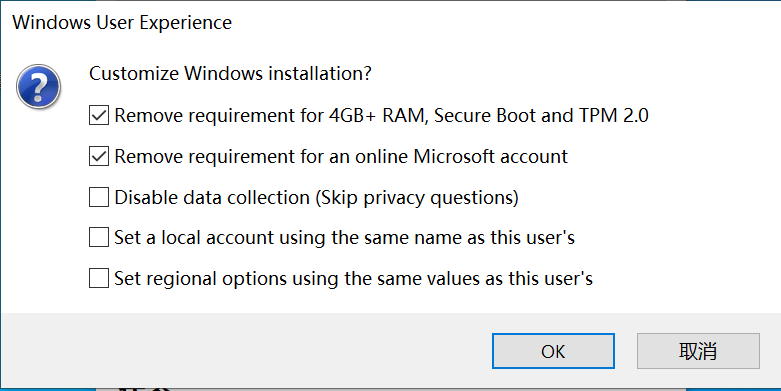 Windows User Experience
Customize Windows installation?
Remove requirement for 4GB+ RAM, Secure Boot and TPM 2.0
Remove requirement for an online Microsoft account
Disable data collection (Skip privacy questions)
Set a local account using the same name as this user's
Set regional options using the same values as this user's
OK
取消